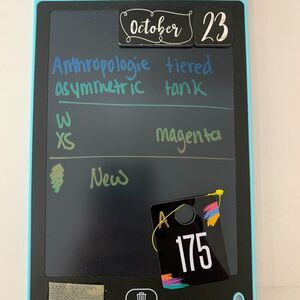 October 23
Anthropologie tiered
asymmetric tank
W
XS magenta
New
A
175